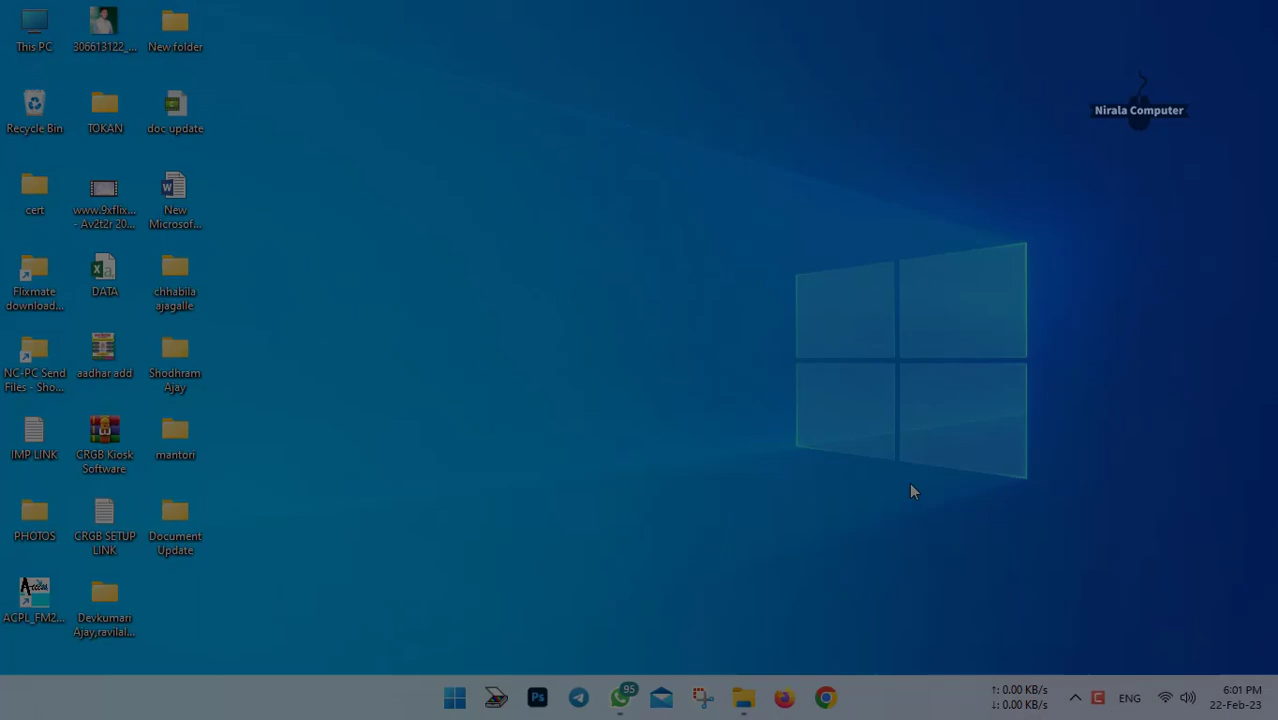 This PC
306613122_...
New folder
Recycle Bin
TOKAN
doc update
cert
www.9xflix...
- Av2t2r 20...
New
Microsof...
Flixmate
download...
DATA
chhabila
ajagalle
NC-PC Send
Files - Sho...
aadhar add
Shodhram
Ajay
IMP LINK
CRGB Kiosk
Software
mantori
PHOTOS
CRGB SETUP
LINK
Document
Update
ACPL_FM2...
Devkumari
Ajay,ravilal...
Nirala Computer
Ps
95
↑: 0.00 KB/s
↓: 0.00 KB/s
ENG
6:01 PM
22-Feb-23